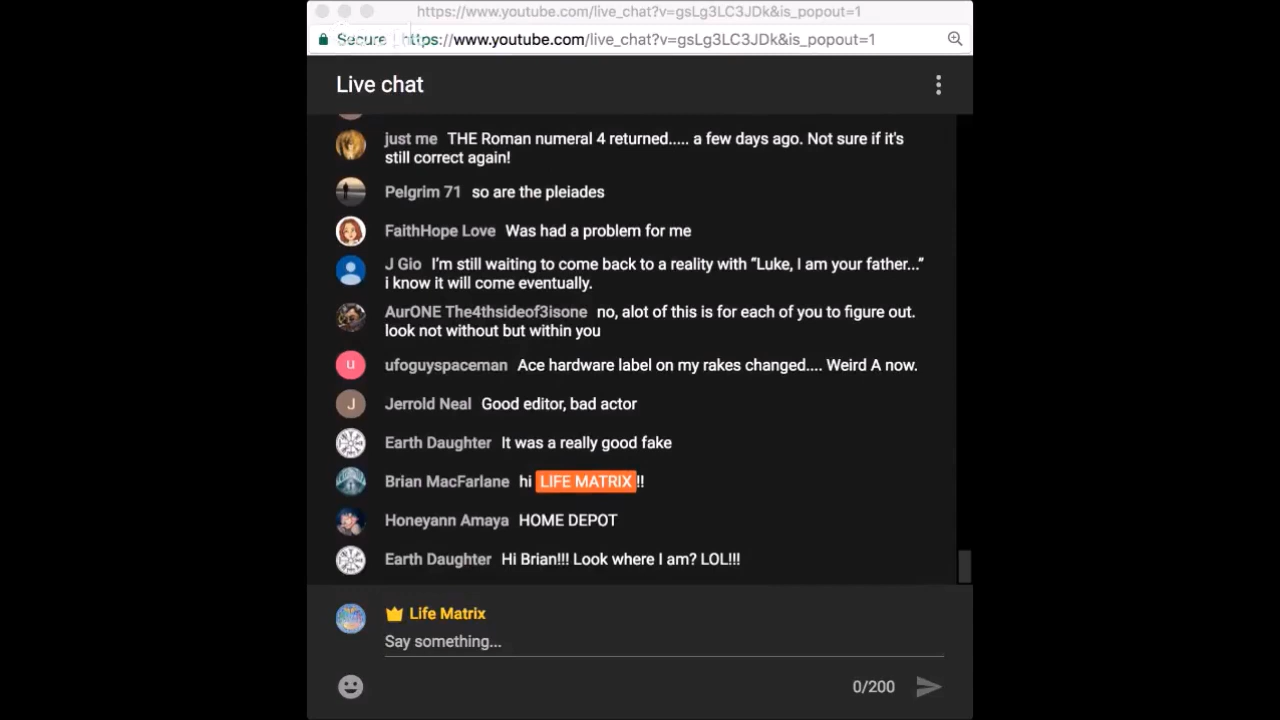 https://www.youtube.com/live_chat?v=gsLg3LC3JDk&is_popout=1
Secure https://www.youtube.com/live_chat?v=gsLg3LC3JDk&is_popout=1
Live chat
just me THE Roman numeral 4 returned..... a few days ago. Not sure if it's
still correct again!
Pelgrim 71 so are the pleiades
FaithHope Love Was had a problem for me
J Gio I'm still waiting to come back to a reality with “Luke, I am your father...”
i know it will come eventually.
AurONE The4thsideof3isone no, alot of this is for each of you to figure out.
look not without but within you
u ufoguyspaceman Ace hardware label on my rakes changed.... Weird A now.
J Jerrold Neal Good editor, bad actor
Earth Daughter It was a really good fake
Brian MacFarlane hi LIFE MATRIX!!
Honeyann Amaya HOME DEPOT
Earth Daughter Hi Brian!!! Look where I am? LOL!!!
Life Matrix
Say something...
0/200